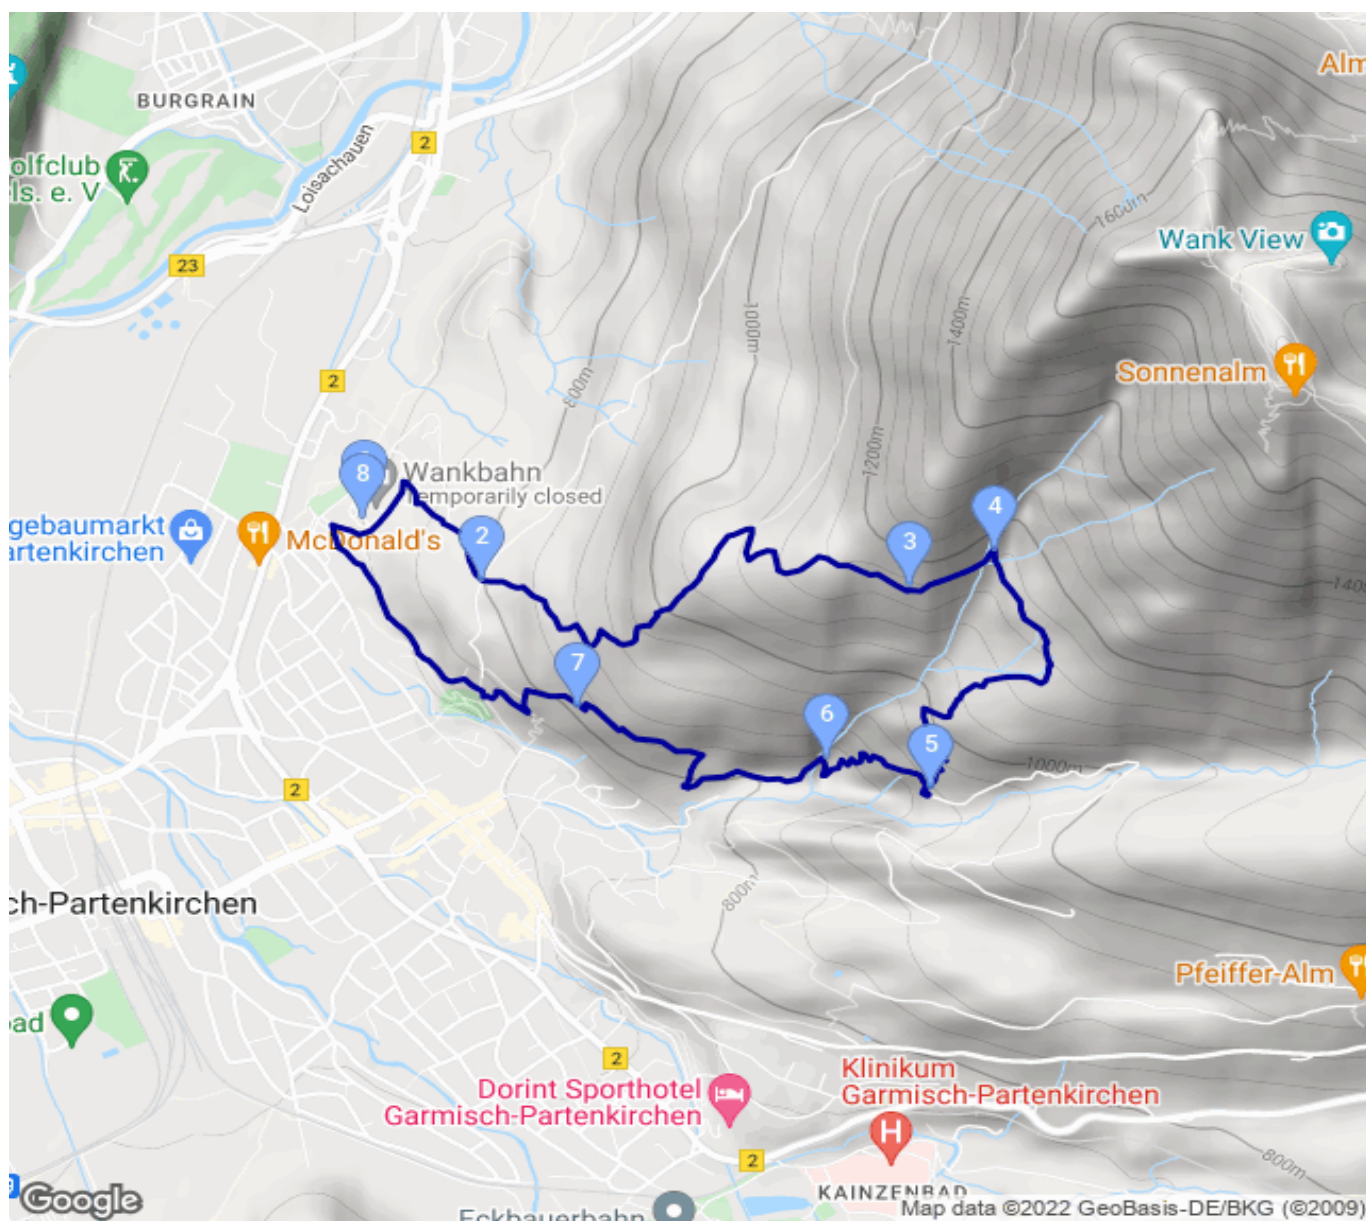 Alm
BURGRAIN
2
Loisachauen
olfclub
ls. e. V
1600m
Wank View
23
1000m
1400m
800m
2
Sonnenalm
1200m
8
Wankbahn
Temporarily closed
gebaumarkt
artenkirchen
McDonald's
2
3
4
140
7
6
5
1000m
2
800m
ch-Partenkirchen
Pfeiffer-Alm
ad
2
Klinikum
Garmisch-Partenkirchen
Dorint Sporthotel
Garmisch-Partenkirchen
H
2
800m
KAINZENBAD
Google
Eckbauerbahn
Map data ©2022 GeoBasis-DE/BKG (©2009)